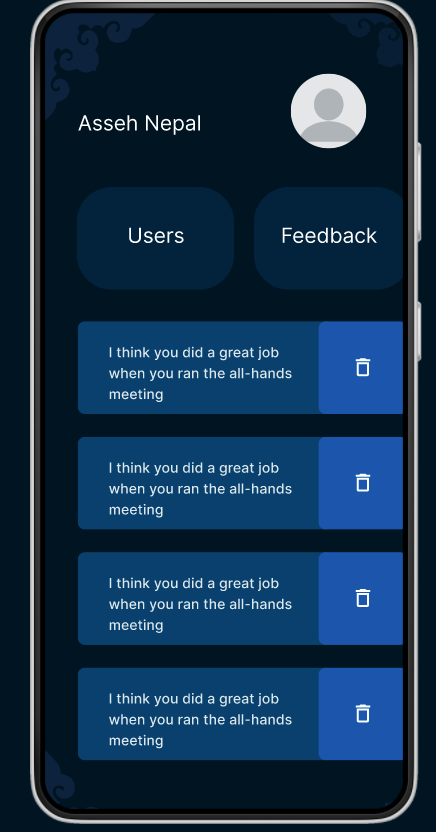 Asseh Nepal
Users
Feedback
I think you did a great job
when you ran the all-hands
meeting
I think you did a great job
when you ran the all-hands
meeting
I think you did a great job
when you ran the all-hands
meeting
I think you did a great job
when you ran the all-hands
meeting